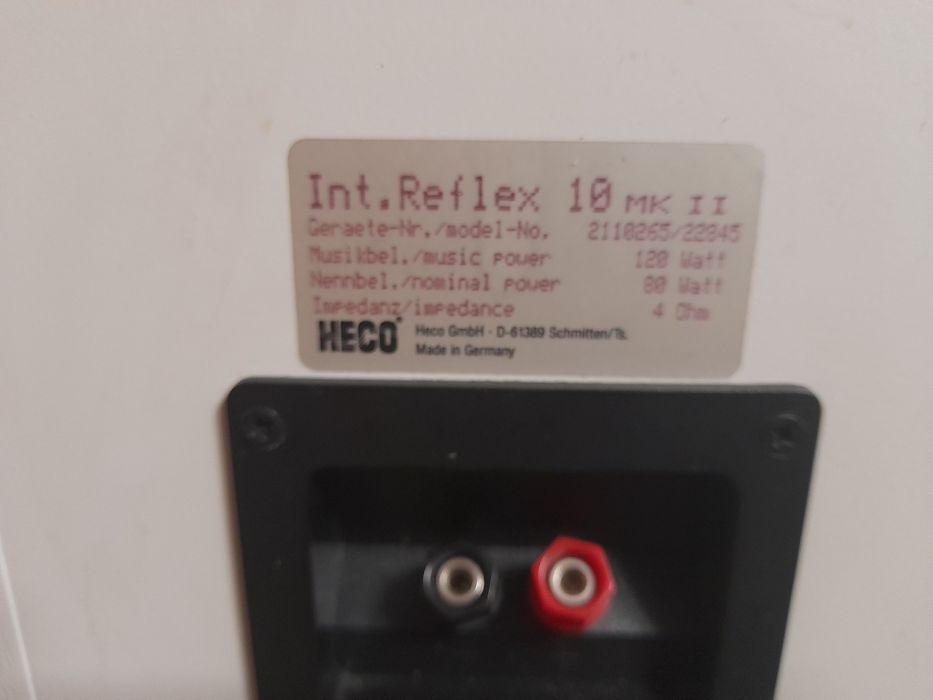 Int.Reflex 10 MK II
Geraete-Nr./model-No. 2110265/22845
Musikbel./music power 120 Watt
Nennbel./nominal power 80 Watt
Impedanz/impedance 4 Ohm
HECO® Heco GmbH · D-61389 Schmitten/Ts.
Made in Germany